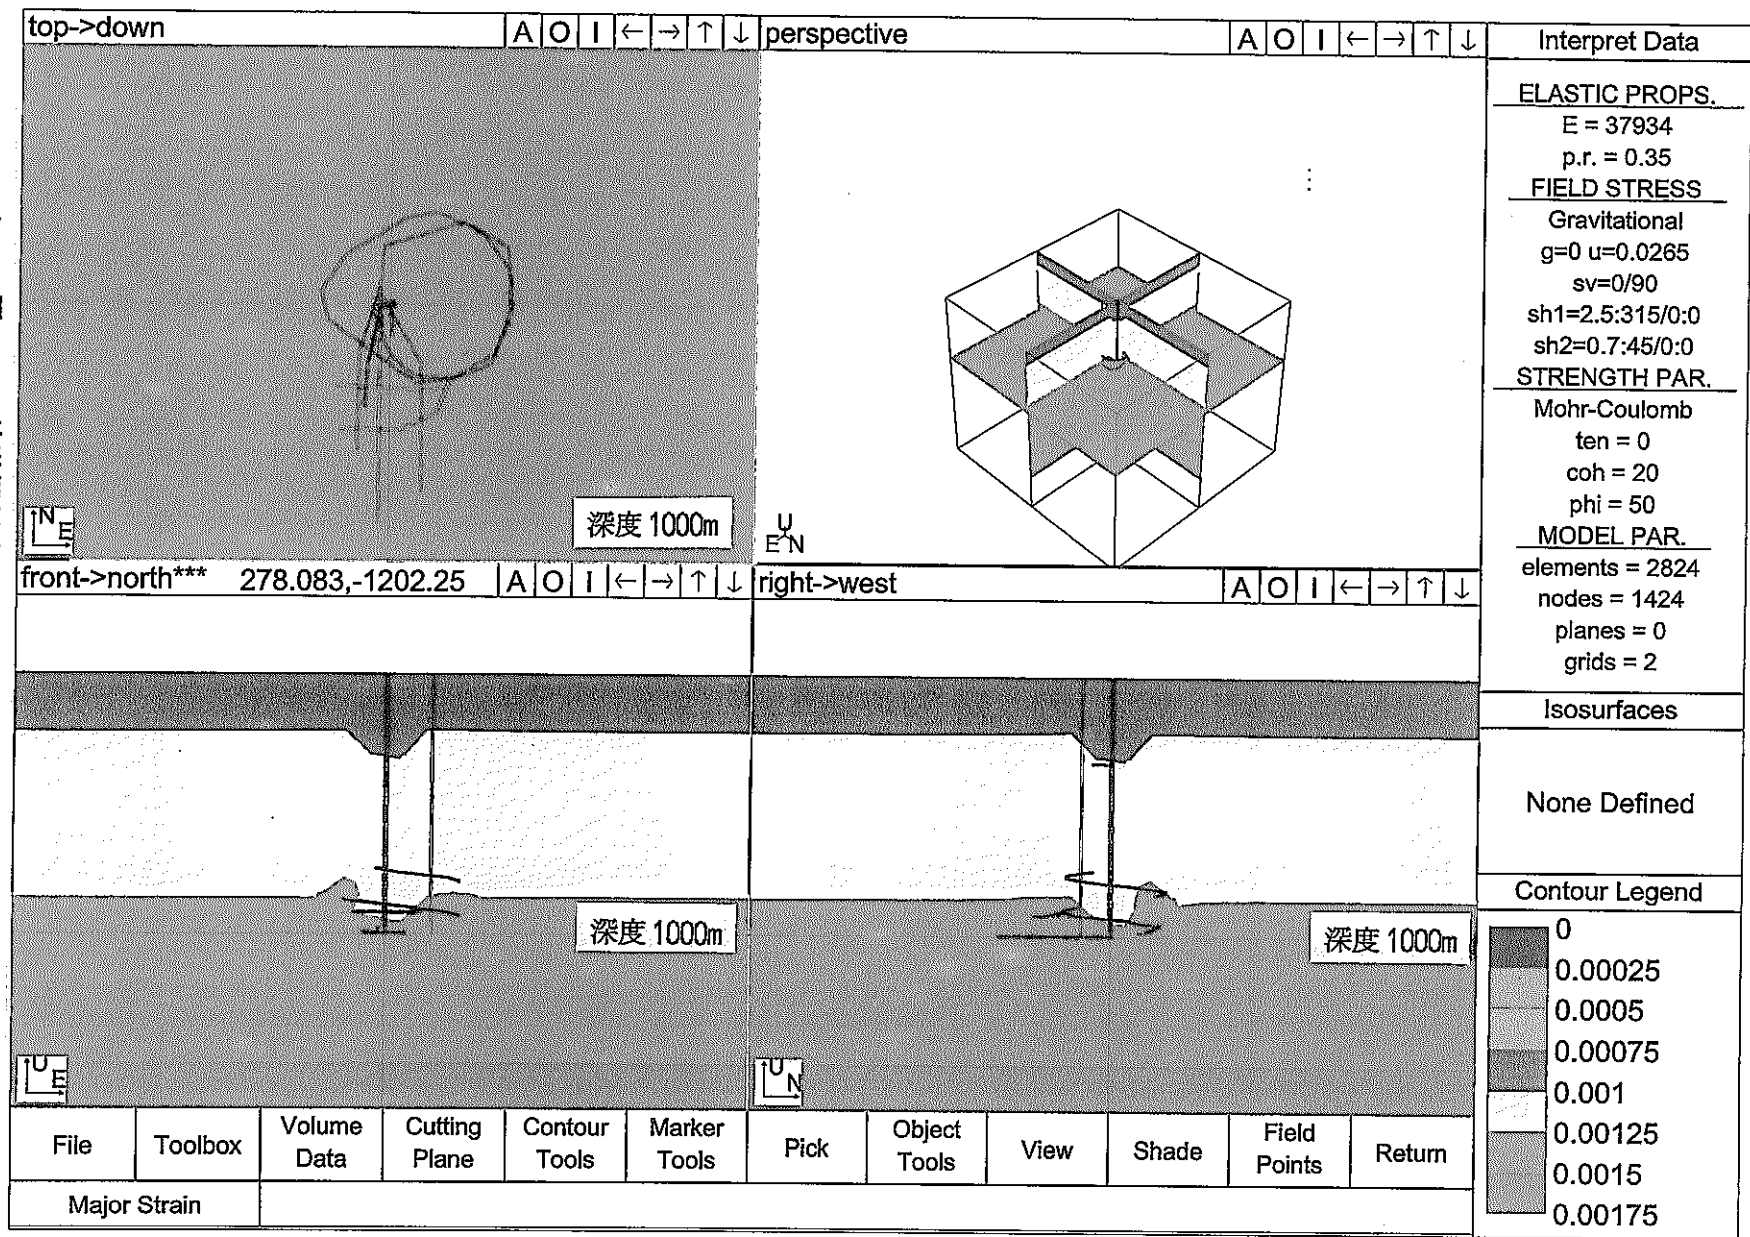 top->down A O I ← → ↑ ↓
perspective A O I ← → ↑ ↓
N
E
深度 1000m
U
E N
front->north*** 278.083,-1202.25 A O I ← → ↑ ↓
right->west A O I ← → ↑ ↓
深度 1000m
U
E
深度 1000m
U
N
Interpret Data
ELASTIC PROPS.
E = 37934
p.r. = 0.35
FIELD STRESS
Gravitational
g=0 u=0.0265
sv=0/90
sh1=2.5:315/0:0
sh2=0.7:45/0:0
STRENGTH PAR.
Mohr-Coulomb
ten = 0
coh = 20
phi = 50
MODEL PAR.
elements = 2824
nodes = 1424
planes = 0
grids = 2
Isosurfaces
None Defined
Contour Legend
0
0.00025
0.0005
0.00075
0.001
0.00125
0.0015
0.00175
File
Toolbox
Volume
Data
Cutting
Plane
Contour
Tools
Marker
Tools
Pick
Object
Tools
View
Shade
Field
Points
Return
Major Strain